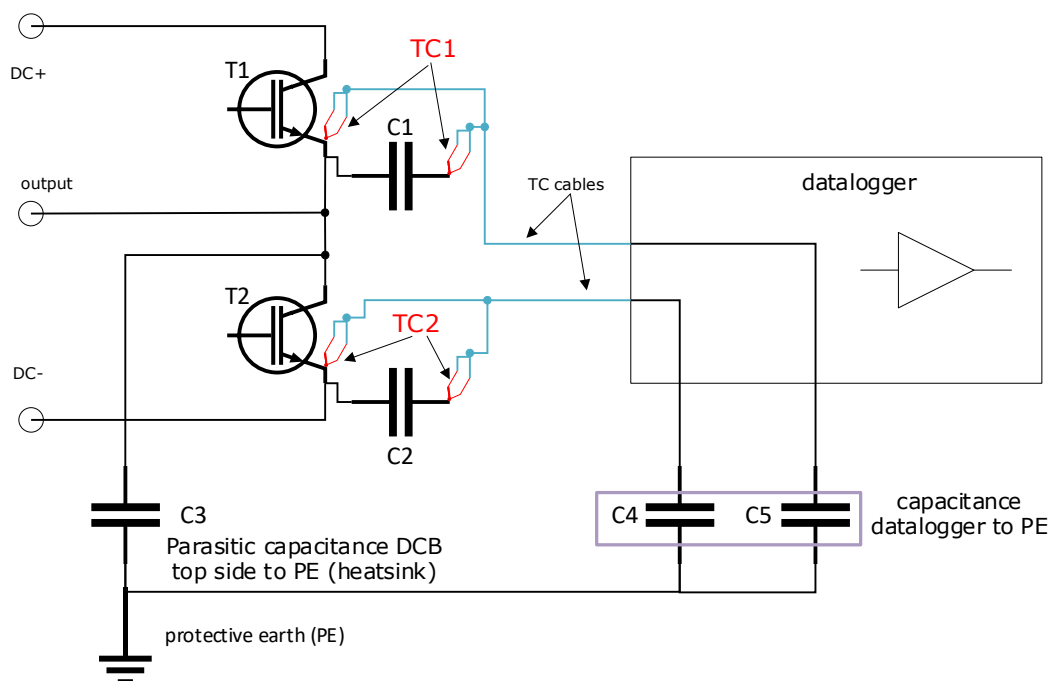 TC1
DC+
T1
C1
output
TC cables
datalogger
T2
TC2
DC-
C2
C3
C4
C5
capacitance
datalogger to PE
Parasitic capacitance DCB
top side to PE (heatsink)
protective earth (PE)